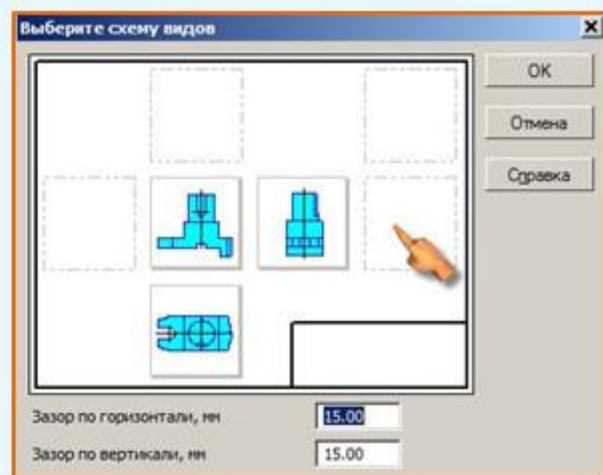 Выберите схему видов
OK
Отмена
Справка
Зазор по горизонтали, мм 15.00
Зазор по вертикали, мм 15.00